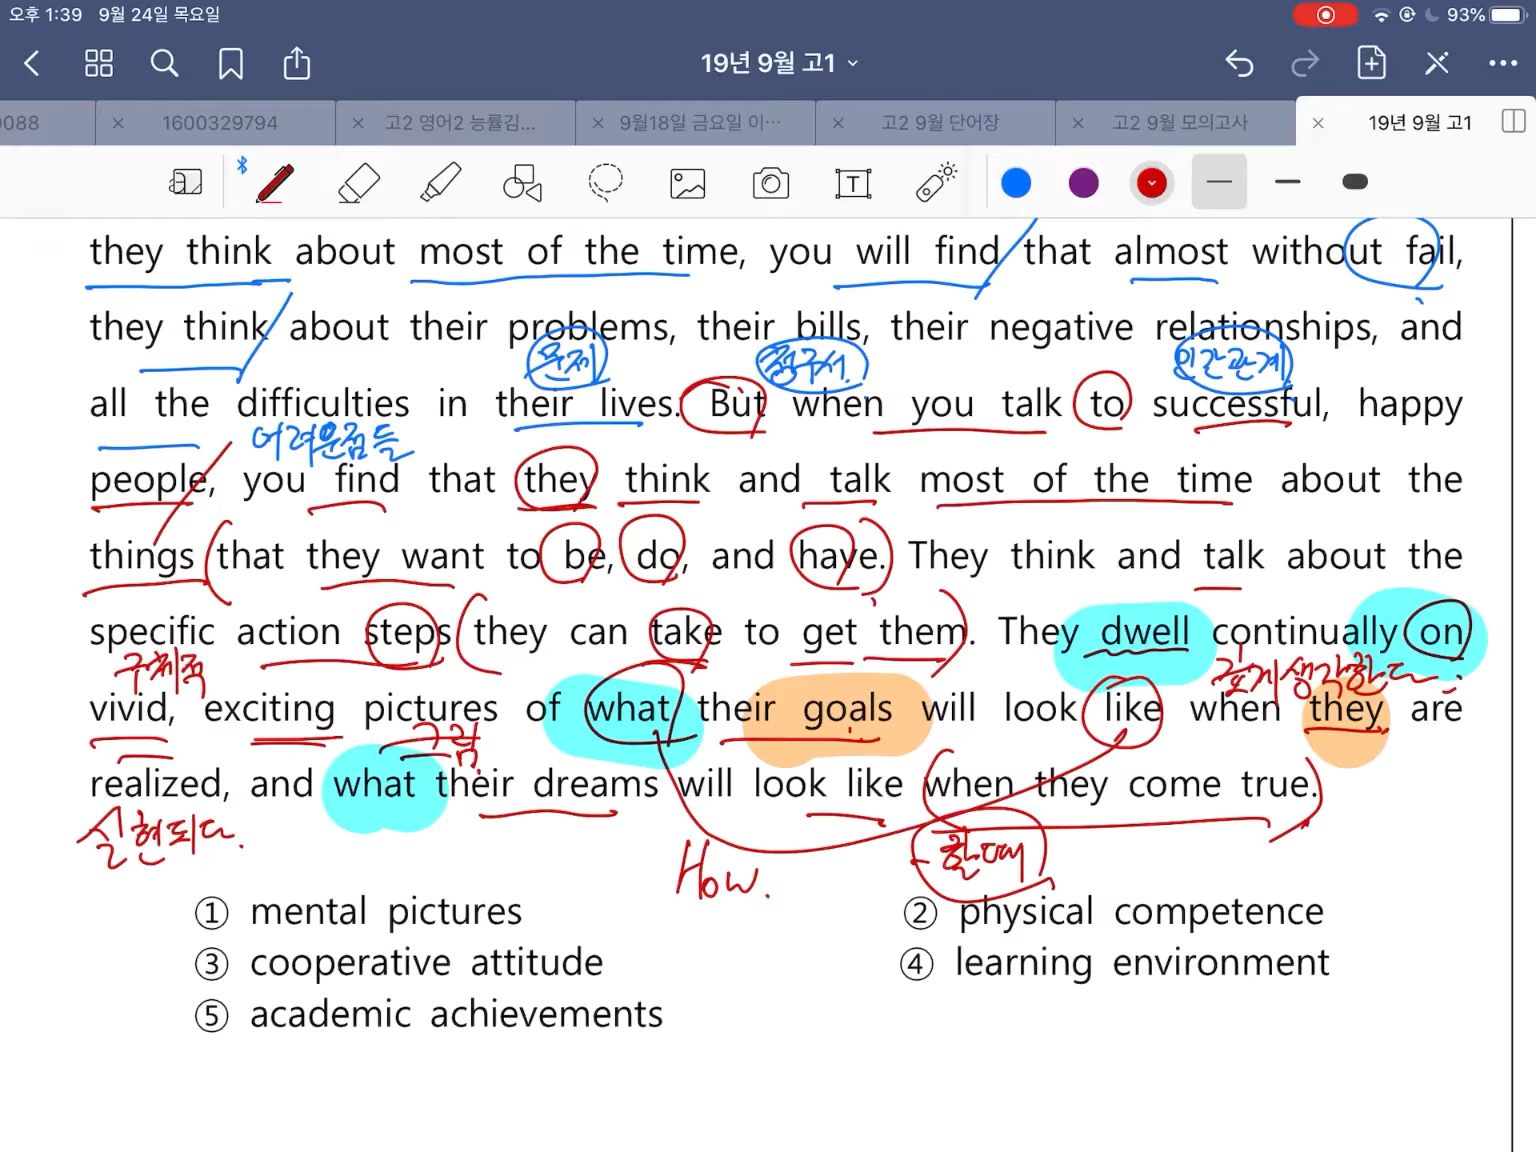 오후 1:39 9월 24일 목요일 93%
19년 9월 고1
0088 1600329794 고2 영어2 능률김... 9월18일 금요일 이... 고2 9월 단어장 고2 9월 모의고사 19년 9월 고1
they think about most of the time, you will find that almost without fail,
they think about their problems, their bills, their negative relationships, and
문제 청구서. 인간관계
all the difficulties in their lives. But when you talk to successful, happy
어려운점들
people, you find that they think and talk most of the time about the
things that they want to be, do, and have. They think and talk about the
specific action steps they can take to get them. They dwell continually on
구체적 깊게 생각한다
vivid, exciting pictures of what their goals will look like when they are
그림
realized, and what their dreams will look like when they come true.
실현되다.
How. 할때
① mental pictures ② physical competence
③ cooperative attitude ④ learning environment
⑤ academic achievements